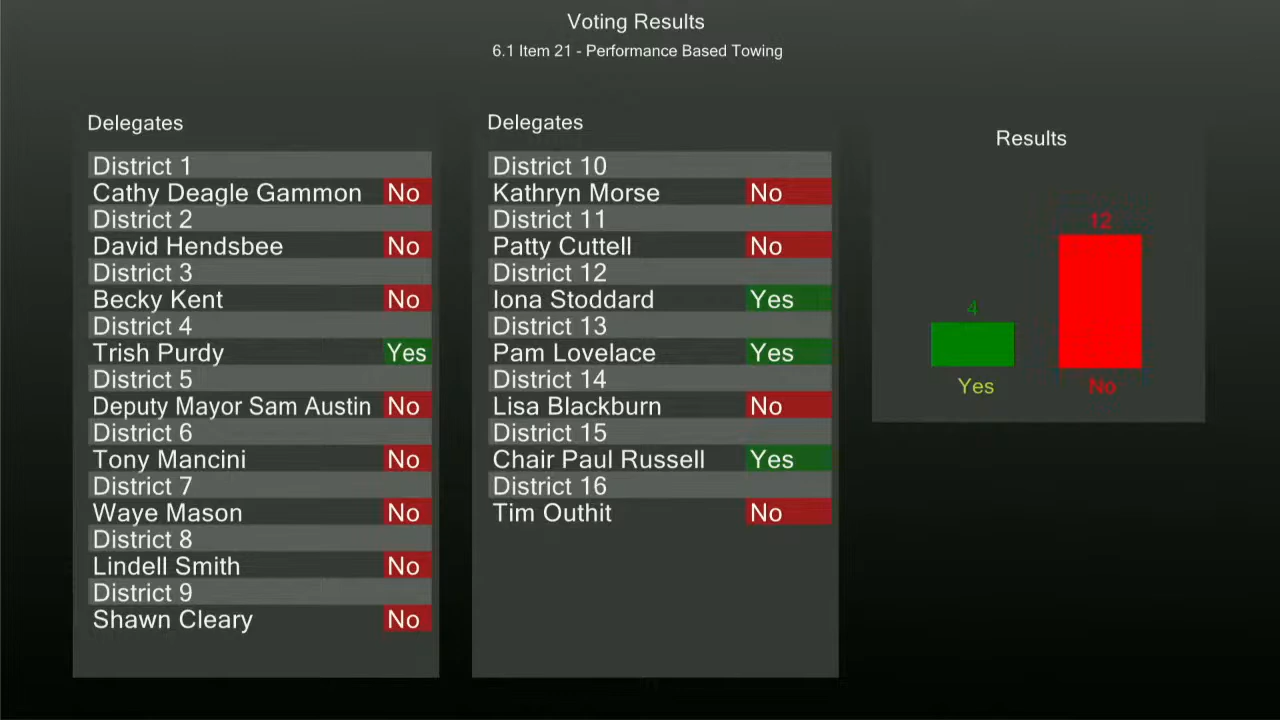 Voting Results
6.1 Item 21 - Performance Based Towing
Delegates
District 1
Cathy Deagle Gammon No
District 2
David Hendsbee No
District 3
Becky Kent No
District 4
Trish Purdy Yes
District 5
Deputy Mayor Sam Austin No
District 6
Tony Mancini No
District 7
Waye Mason No
District 8
Lindell Smith No
District 9
Shawn Cleary No
Delegates
District 10
Kathryn Morse No
District 11
Patty Cuttell No
District 12
Iona Stoddard Yes
District 13
Pam Lovelace Yes
District 14
Lisa Blackburn No
District 15
Chair Paul Russell Yes
District 16
Tim Outhit No
Results
12
4
Yes No